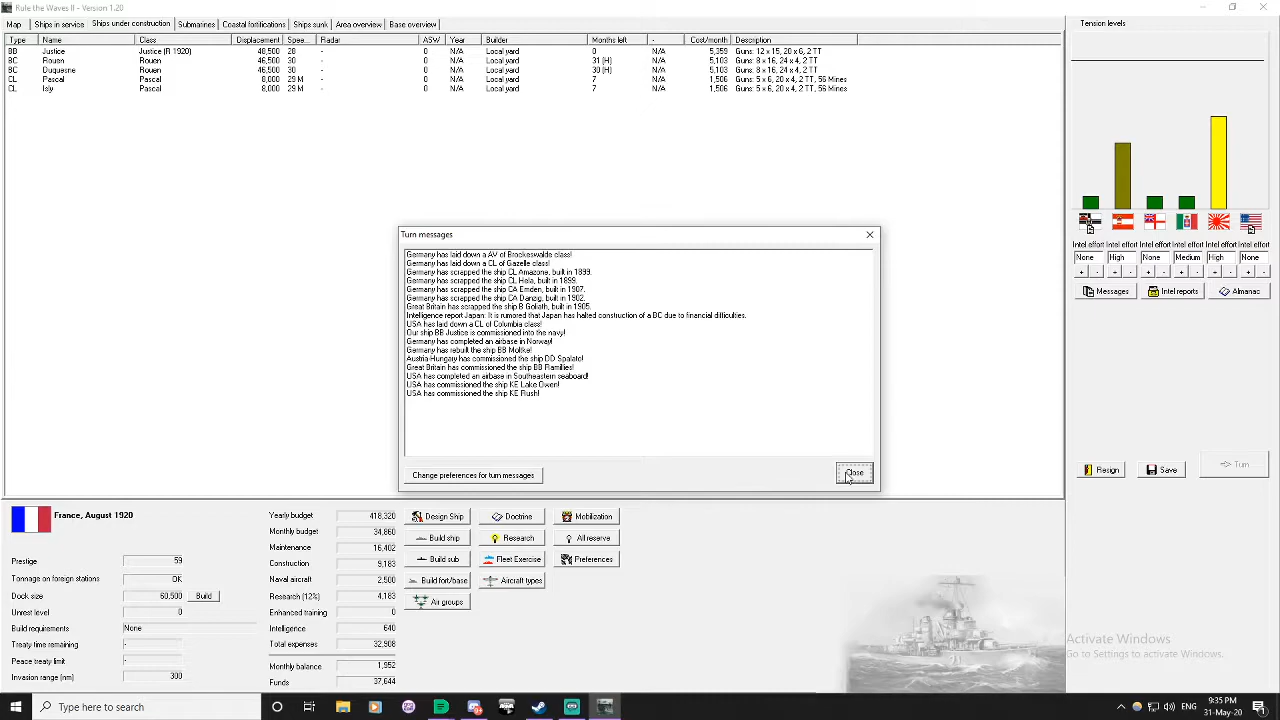 Rule the Waves II - Version 1.20
Map Ships in service Ships under construction Submarines Coastal fortifications Ships sunk Area overview Base overview
Type Name Class Displacement Spee... Radar ASW Year Builder Months left - Cost/month Description
BB Justice Justice (R 1920) 48,500 28 - 0 N/A Local yard 0 N/A 5,359 Guns: 12 x 15, 20 x 6, 2 TT
BC Rouen Rouen 46,500 30 - 0 N/A Local yard 31 (H) N/A 5,103 Guns: 8 x 16, 24 x 4, 2 TT
BC Duquesne Rouen 46,500 30 - 0 N/A Local yard 30 (H) N/A 5,103 Guns: 8 x 16, 24 x 4, 2 TT
CL Pascal Pascal 8,000 29 M - 0 N/A Local yard 7 N/A 1,506 Guns: 5 x 6, 20 x 4, 2 TT, 56 Mines
CL Isly Pascal 8,000 29 M - 0 N/A Local yard 7 N/A 1,506 Guns: 5 x 6, 20 x 4, 2 TT, 56 Mines
Turn messages
Germany has laid down a AV of Brockeswalde class!
Germany has laid down a CL of Gazelle class!
Germany has scrapped the ship CL Amazone, built in 1899.
Germany has scrapped the ship CL Hela, built in 1899.
Germany has scrapped the ship CA Emden, built in 1907.
Germany has scrapped the ship CA Danzig, built in 1902.
Great Britain has scrapped the ship B Goliath, built in 1905.
Intelligence report Japan: It is rumored that Japan has halted construction of a BC due to financial difficulties.
USA has laid down a CL of Columbia class!
Our ship BB Justice is commissioned into the navy!
Germany has completed an airbase in Norway!
Germany has rebuilt the ship BB Moltke!
Austria-Hungary has commissioned the ship DD Spalato!
Great Britain has commissioned the ship BB Ramillies!
USA has completed an airbase in Southeastern seaboard!
USA has commissioned the ship KE Lake Owen!
USA has commissioned the ship KE Rush!
Change preferences for turn messages
Close
Tension levels
Intel effort Intel effort Intel effort Intel effort Intel effort Intel effort
None High None Medium High None
+ - + - + - + - + - + -
Messages Intel reports Almanac
Resign Save => Turn
France, August 1920
Prestige 59
Tonnage on foreign stations OK
Dock size 60,500 Build
Unrest level 0
Build requirements None
Treaty time remaining -
Peace treaty limit -
Invasion range [nm] 300
Yearly budget 418,320
Monthly budget 34,860
Maintenance 16,402
Construction 9,183
Naval aircraft 2,500
Research (12%) 4,183
Enhanced training 0
Intelligence 640
Total expenses 32,908
Monthly balance 1,952
Funds 37,644
Design Ship Doctrine Mobilization
Build ship Research All reserve
Build sub Fleet Exercise Preferences
Build fort/base Aircraft types
Air groups
Activate Windows
Go to Settings to activate Windows.
Type here to search
ENG
9:35 PM
31-May-20